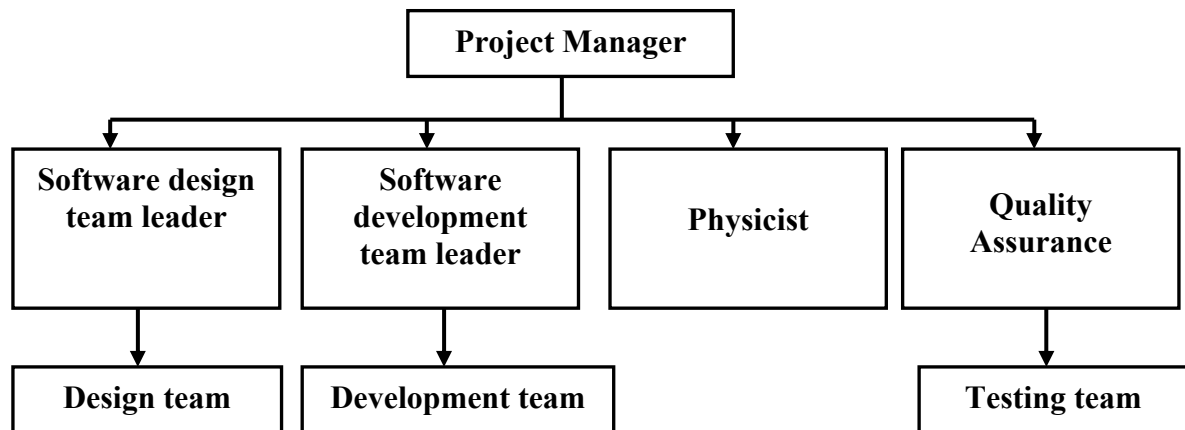 Project Manager
Software design
team leader
Software
development
team leader
Physicist
Quality
Assurance
Design team
Development team
Testing team